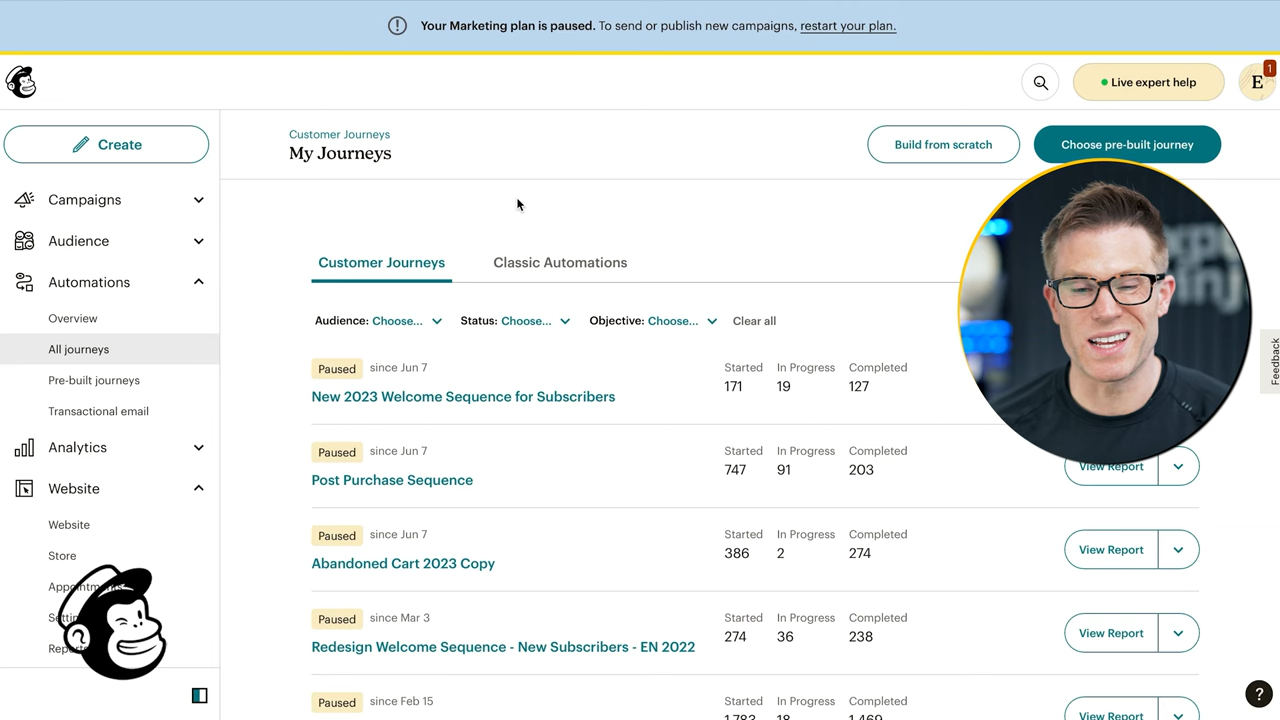 Your Marketing plan is paused. To send or publish new campaigns, restart your plan.
Live expert help
E
1
Create
Customer Journeys
My Journeys
Build from scratch
Choose pre-built journey
Campaigns
Audience
Automations
Overview
All journeys
Pre-built journeys
Transactional email
Analytics
Website
Website
Store
Customer Journeys
Classic Automations
Audience: Choose...
Status: Choose...
Objective: Choose...
Clear all
Paused since Jun 7
New 2023 Welcome Sequence for Subscribers
Started In Progress Completed
171 19 127
Paused since Jun 7
Post Purchase Sequence
Started In Progress Completed
747 91 203
View Report
Paused since Jun 7
Abandoned Cart 2023 Copy
Started In Progress Completed
386 2 274
View Report
Paused since Mar 3
Redesign Welcome Sequence - New Subscribers - EN 2022
Started In Progress Completed
274 36 238
View Report
Paused since Feb 15
Started In Progress Completed
1,783 18 1,469
View Report
Feedback
?